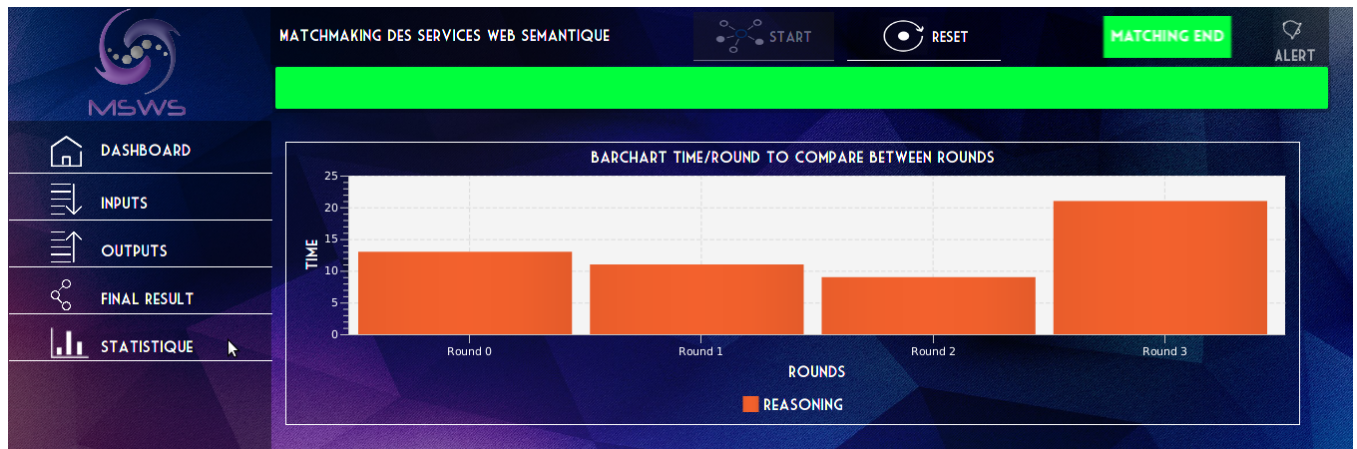 MSWS
MATCHMAKING DES SERVICES WEB SEMANTIQUE
START
RESET
MATCHING END
ALERT
DASHBOARD
INPUTS
OUTPUTS
FINAL RESULT
STATISTIQUE
BARCHART TIME/ROUND TO COMPARE BETWEEN ROUNDS
TIME
25
20
15
10
5
0
Round 0
Round 1
Round 2
Round 3
ROUNDS
REASONING